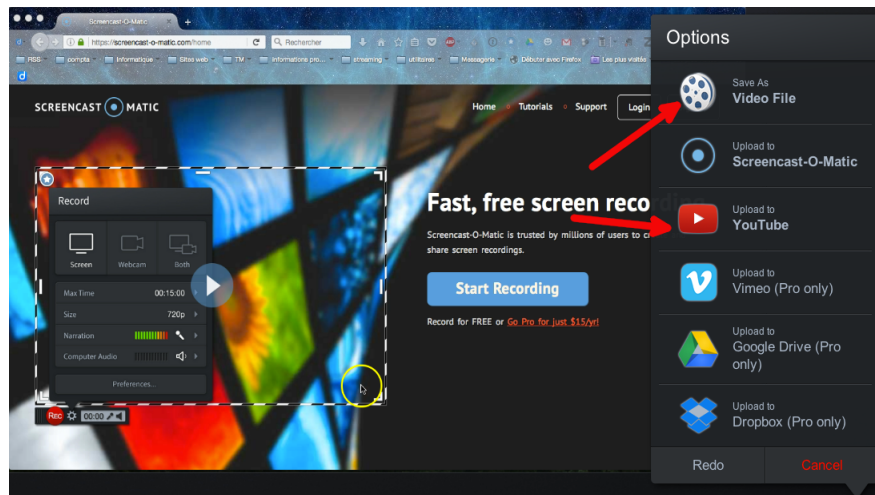 Screencast-O-Matic
https://screencast-o-matic.com/home
Rechercher
RSS
compta
Informatique
Sites web
TM
Informations pro...
streaming
utilitaires
Messagerie
Débuter avec Firefox
Les plus visités
SCREENCAST MATIC
Home
Tutorials
Support
Login
Record
Screen
Webcam
Both
Max Time 00:15:00
Size 720p
Narration
Computer Audio
Preferences...
Rec 00:00
Fast, free screen reco
Screencast-O-Matic is trusted by millions of users to c
share screen recordings.
Start Recording
Record for FREE or Go Pro for just $15/yr!
Options
Save As
Video File
Upload to
Screencast-O-Matic
Upload to
YouTube
Upload to
Vimeo (Pro only)
Upload to
Google Drive (Pro
only)
Upload to
Dropbox (Pro only)
Redo
Cancel